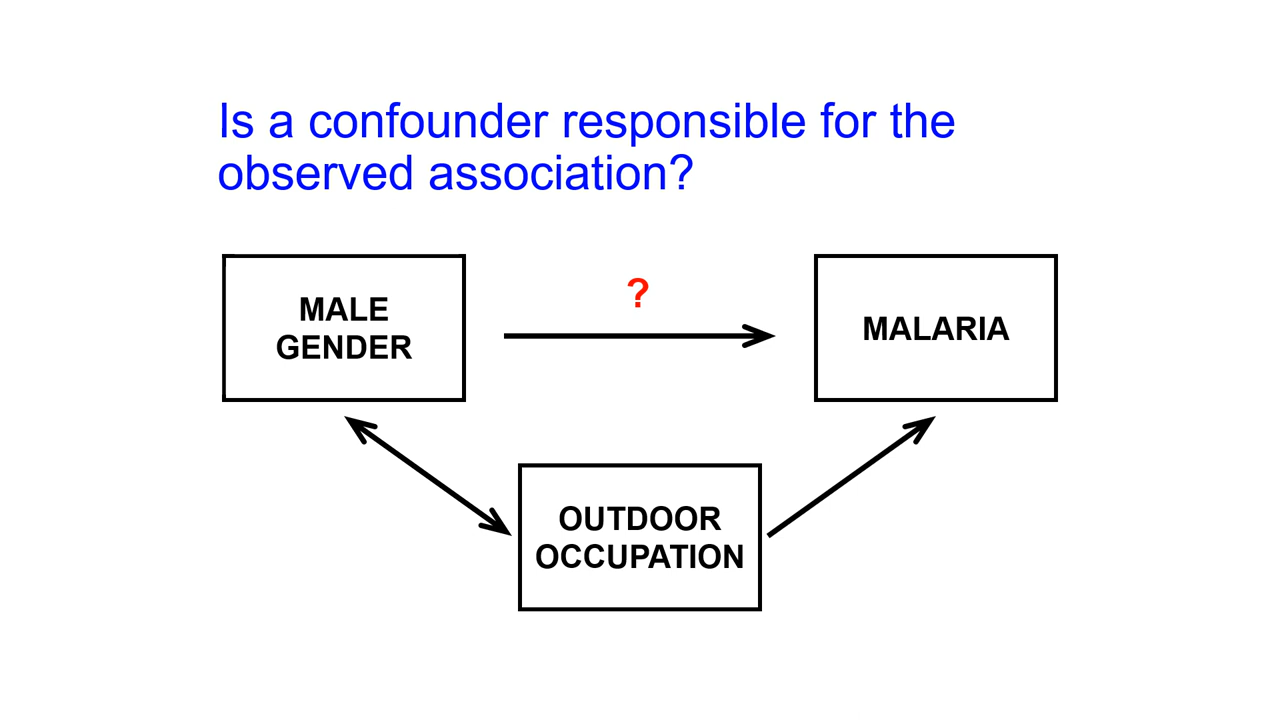 Is a confounder responsible for the
observed association?
?
MALE
GENDER
MALARIA
OUTDOOR
OCCUPATION